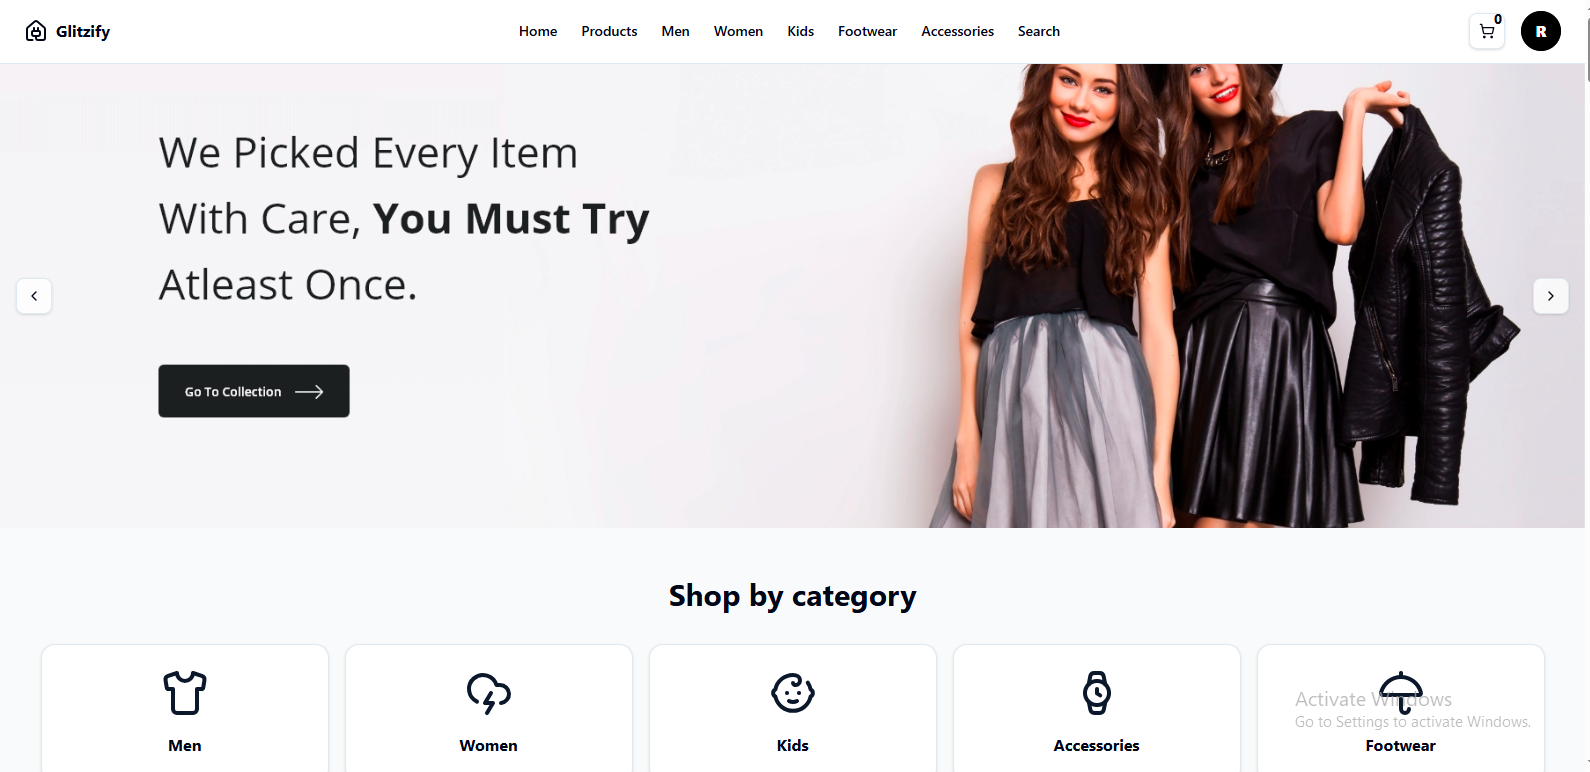 Glitzify
Home Products Men Women Kids Footwear Accessories Search
0
R
We Picked Every Item
With Care, You Must Try
Atleast Once.
Go To Collection
Shop by category
Men Women Kids Accessories Footwear
Activate Windows
Go to Settings to activate Windows.